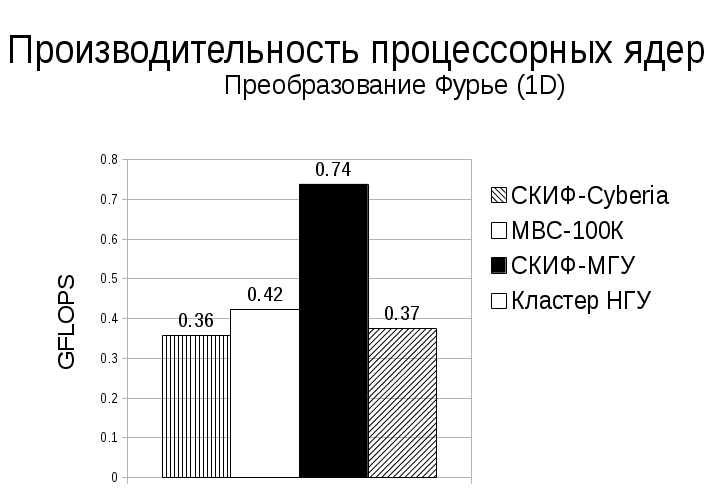 Производительность процессорных ядер
Преобразование Фурье (1D)
0.8
0.7
0.6
0.5
0.4
0.3
0.2
0.1
0
GFLOPS
0.36
0.42
0.74
0.37
СКИФ-Cyberia
МВС-100К
СКИФ-МГУ
Кластер НГУ